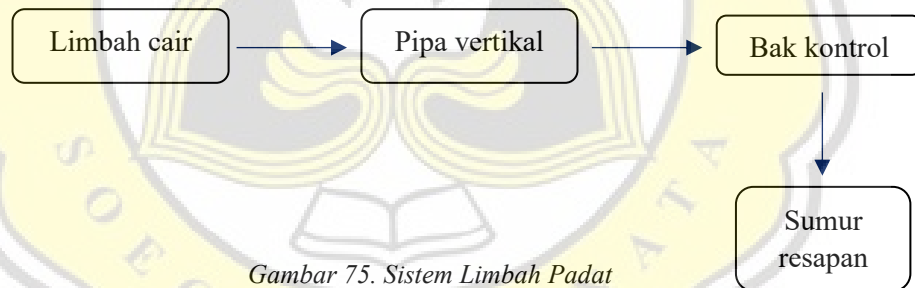 Limbah cair
Pipa vertikal
Bak kontrol
Sumur
resapan
Gambar 75. Sistem Limbah Padat